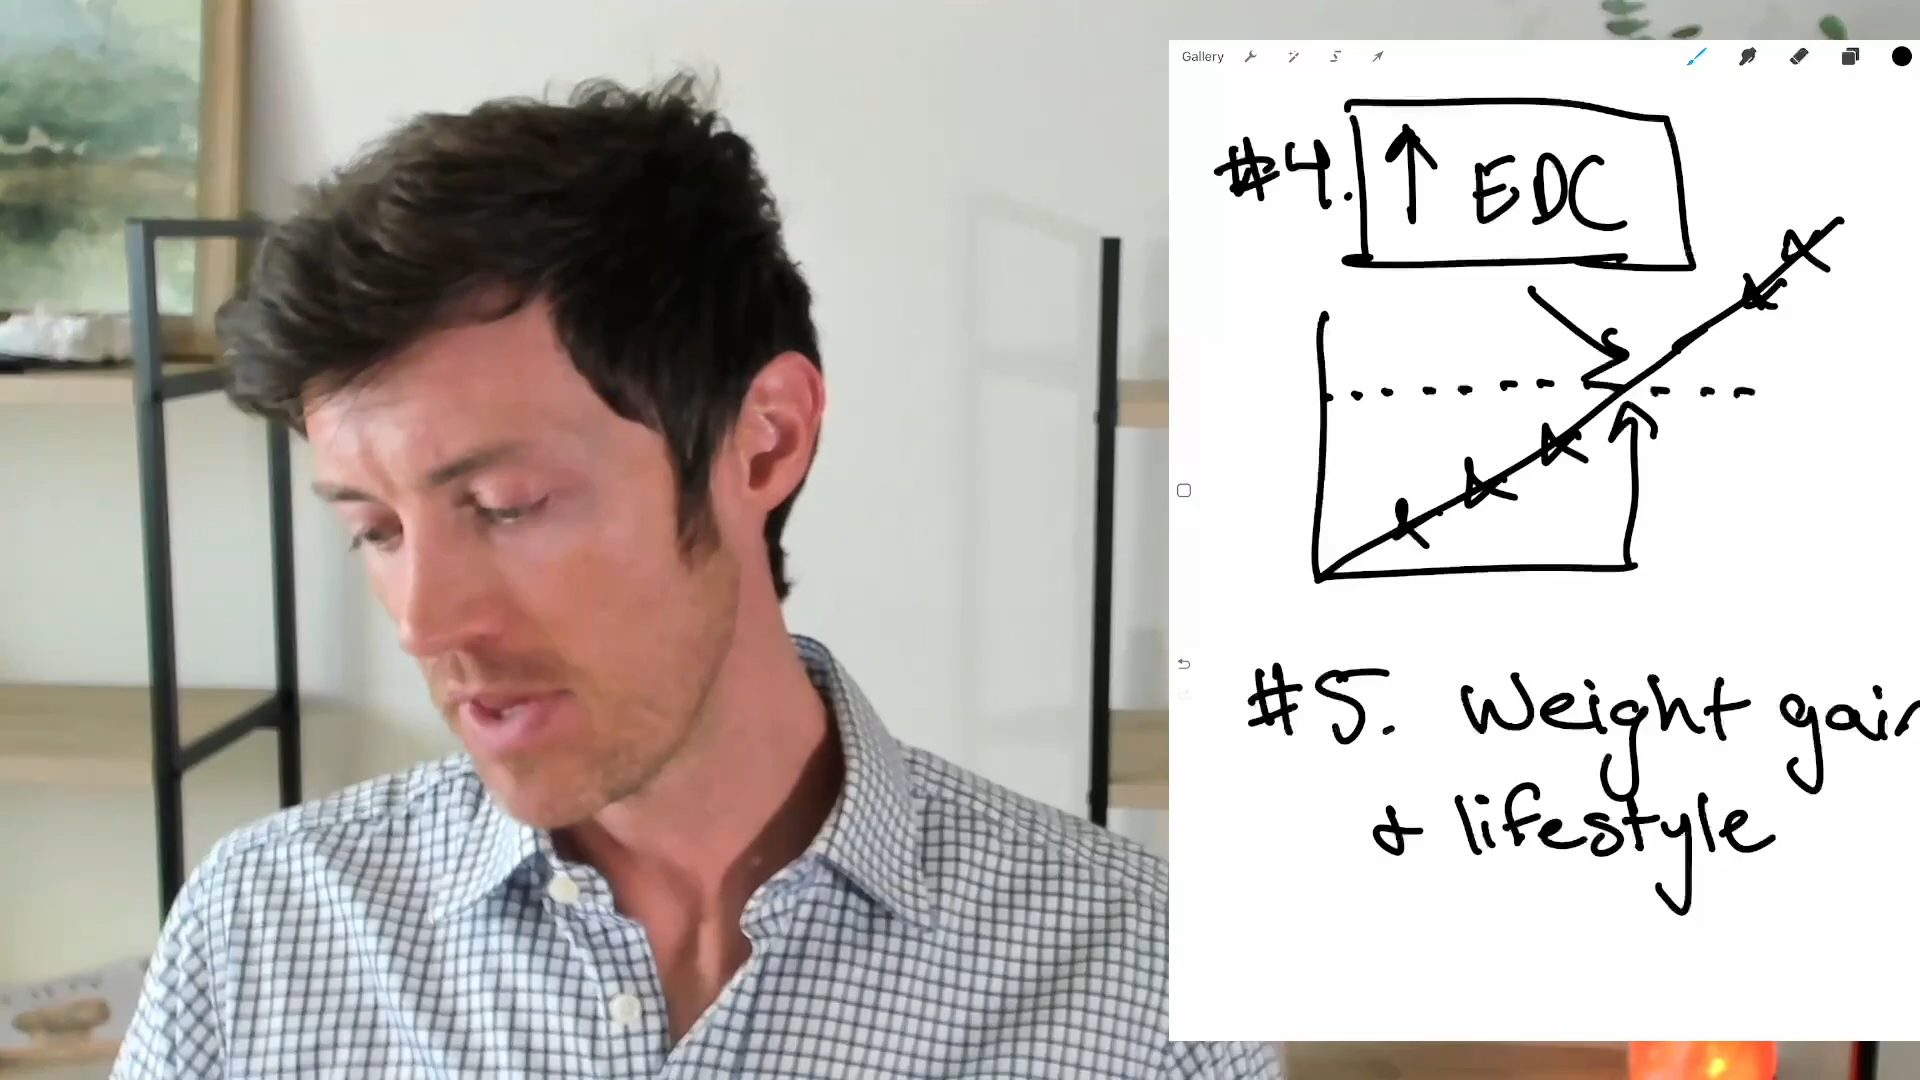 Gallery
#4. ↑ EDC
#5. Weight gain
+ lifestyle